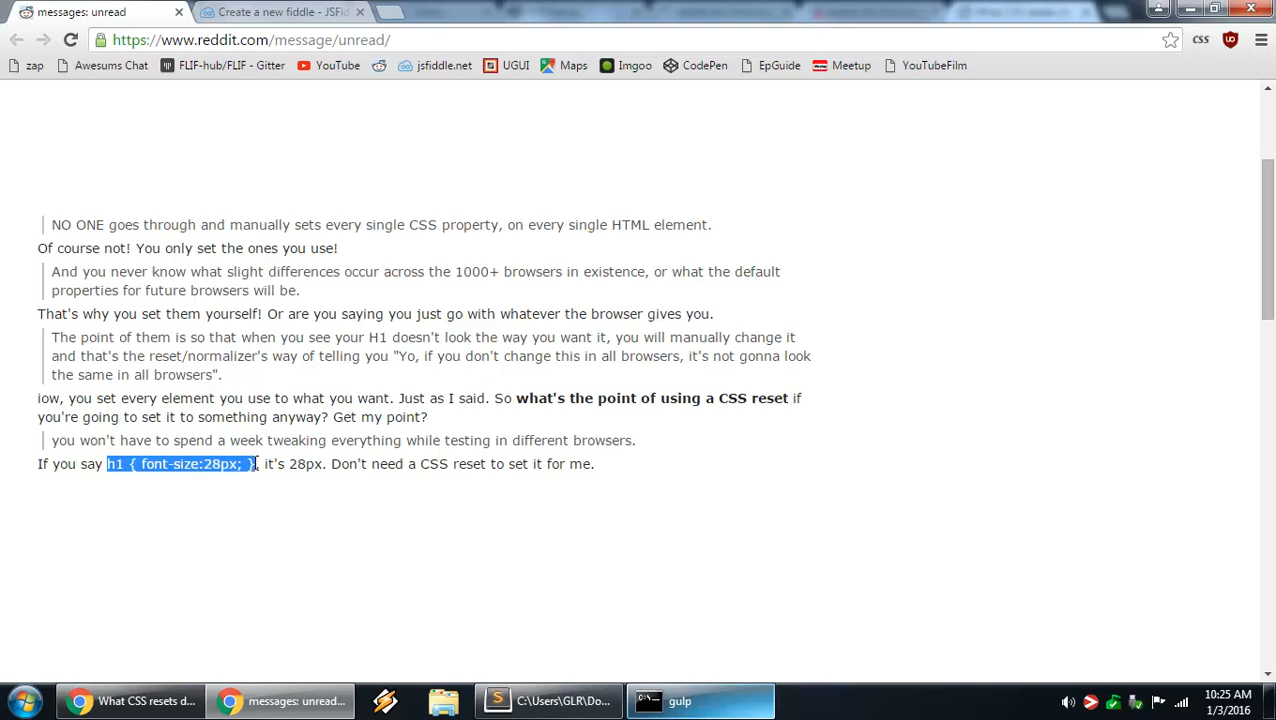 messages: unread
Create a new fiddle - JSFid
https://www.reddit.com/message/unread/
CSS
zap
Awesums Chat
FLIF-hub/FLIF - Gitter
YouTube
jsfiddle.net
UGUI
Maps
Imgoo
CodePen
EpGuide
Meetup
YouTubeFilm
NO ONE goes through and manually sets every single CSS property, on every single HTML element.
Of course not! You only set the ones you use!
And you never know what slight differences occur across the 1000+ browsers in existence, or what the default
properties for future browsers will be.
That's why you set them yourself! Or are you saying you just go with whatever the browser gives you.
The point of them is so that when you see your H1 doesn't look the way you want it, you will manually change it
and that's the reset/normalizer's way of telling you "Yo, if you don't change this in all browsers, it's not gonna look
the same in all browsers".
iow, you set every element you use to what you want. Just as I said. So what's the point of using a CSS reset if
you're going to set it to something anyway? Get my point?
you won't have to spend a week tweaking everything while testing in different browsers.
If you say h1 { font-size:28px; }, it's 28px. Don't need a CSS reset to set it for me.
What CSS resets d...
messages: unread...
C:\Users\GLR\Do...
gulp
10:25 AM
1/3/2016